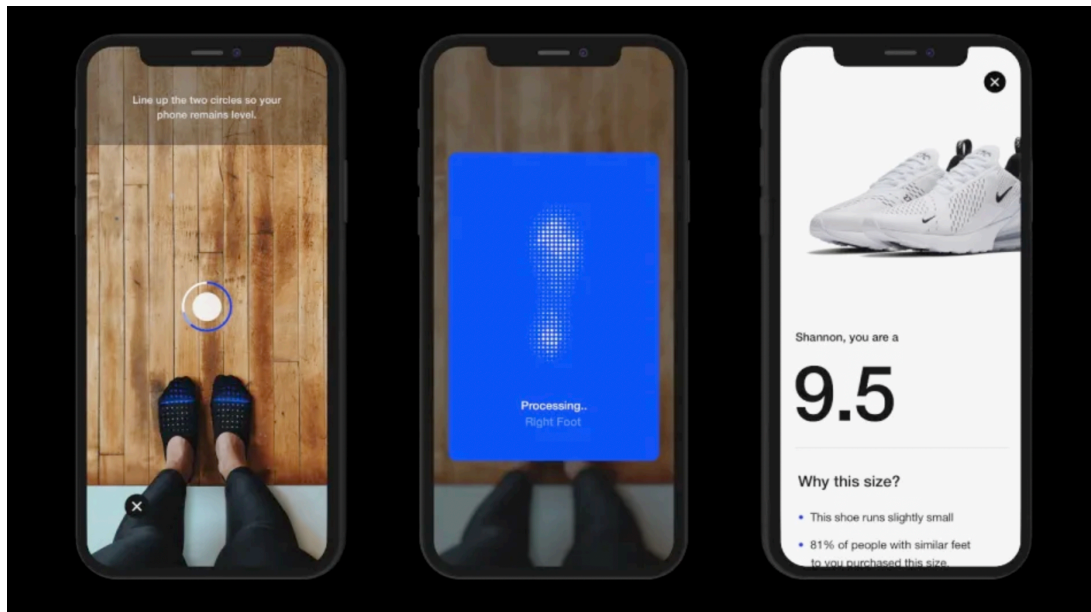 Line up the two circles so your
phone remains level.
Processing..
Right Foot
Shannon, you are a
9.5
Why this size?
This shoe runs slightly small
81% of people with similar feet
to you purchased this size.